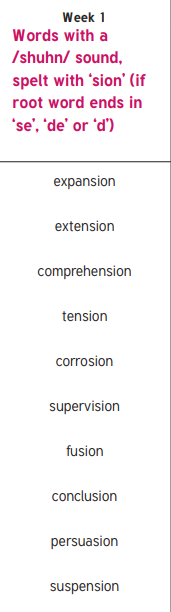 Week 1
Words with a
/shuhn/ sound,
spelt with ‘sion’ (if
root word ends in
‘se’, ‘de’ or ‘d’)
expansion
extension
comprehension
tension
corrosion
supervision
fusion
conclusion
persuasion
suspension